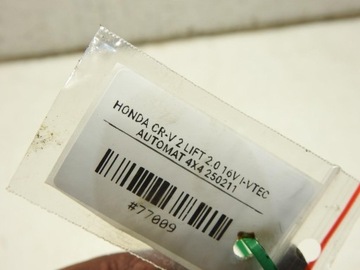 HONDA CR-V 2 LIFT 2.0 16V I-VTEC
AUTOMAT 4X4 250211
#77009